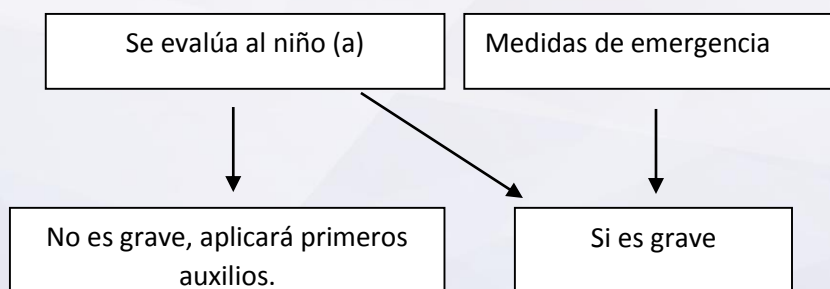 Se evalúa al niño (a)
Medidas de emergencia
No es grave, aplicará primeros
auxilios.
Si es grave